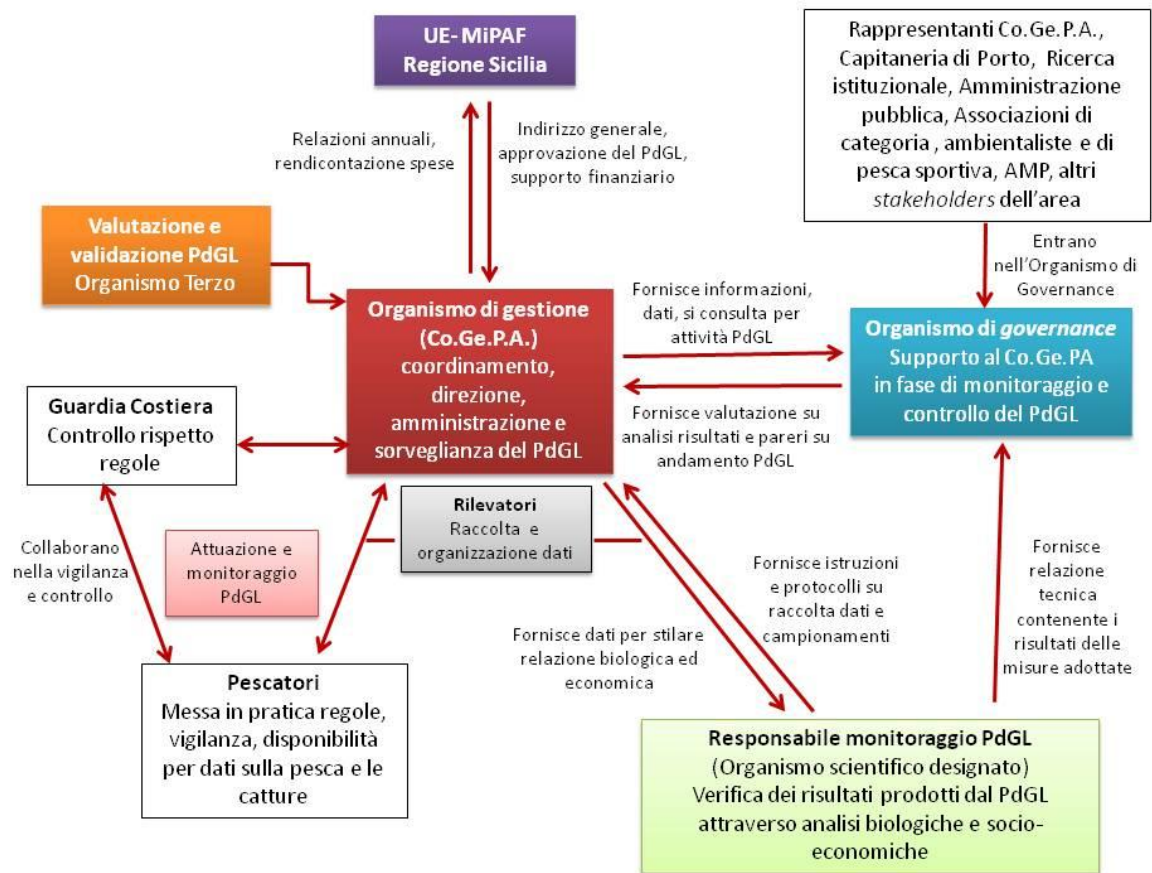 UE- MiPAF
Regione Sicilia
Rappresentanti Co.Ge.P.A.,
Capitaneria di Porto, Ricerca
istituzionale, Amministrazione
pubblica, Associazioni di
categoria , ambientaliste e di
pesca sportiva, AMP, altri
stakeholders dell'area
Relazioni annuali,
rendicontazione spese
Indirizzo generale,
approvazione del PdGL,
supporto finanziario
Valutazione e
validazione PdGL
Organismo Terzo
Entrano
nell'Organismo di
Governance
Organismo di gestione
(Co.Ge.P.A.)
coordinamento,
direzione,
amministrazione e
sorveglianza del PdGL
Fornisce informazioni,
dati, si consulta per
attività PdGL
Organismo di governance
Supporto al Co.Ge.PA
in fase di monitoraggio e
controllo del PdGL
Fornisce valutazione su
analisi risultati e pareri su
andamento PdGL
Guardia Costiera
Controllo rispetto
regole
Rilevatori
Raccolta e
organizzazione dati
Collaborano
nella vigilanza
e controllo
Attuazione e
monitoraggio
PdGL
Fornisce istruzioni
e protocolli su
raccolta dati e
campionamenti
Fornisce
relazione
tecnica
contenente i
risultati delle
misure adottate
Fornisce dati per stilare
relazione biologica ed
economica
Pescatori
Messa in pratica regole,
vigilanza, disponibilità
per dati sulla pesca e le
catture
Responsabile monitoraggio PdGL
(Organismo scientifico designato)
Verifica dei risultati prodotti dal PdGL
attraverso analisi biologiche e socio-
economiche